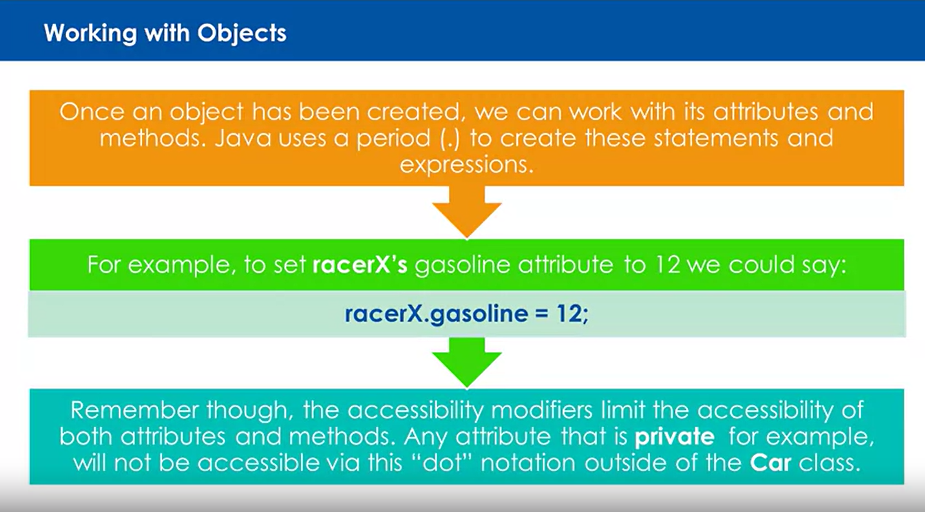 Working with Objects
Once an object has been created, we can work with its attributes and
methods. Java uses a period (.) to create these statements and
expressions.
For example, to set racerX's gasoline attribute to 12 we could say:
racerX.gasoline = 12;
Remember though, the accessibility modifiers limit the accessibility of
both attributes and methods. Any attribute that is private for example,
will not be accessible via this “dot” notation outside of the Car class.